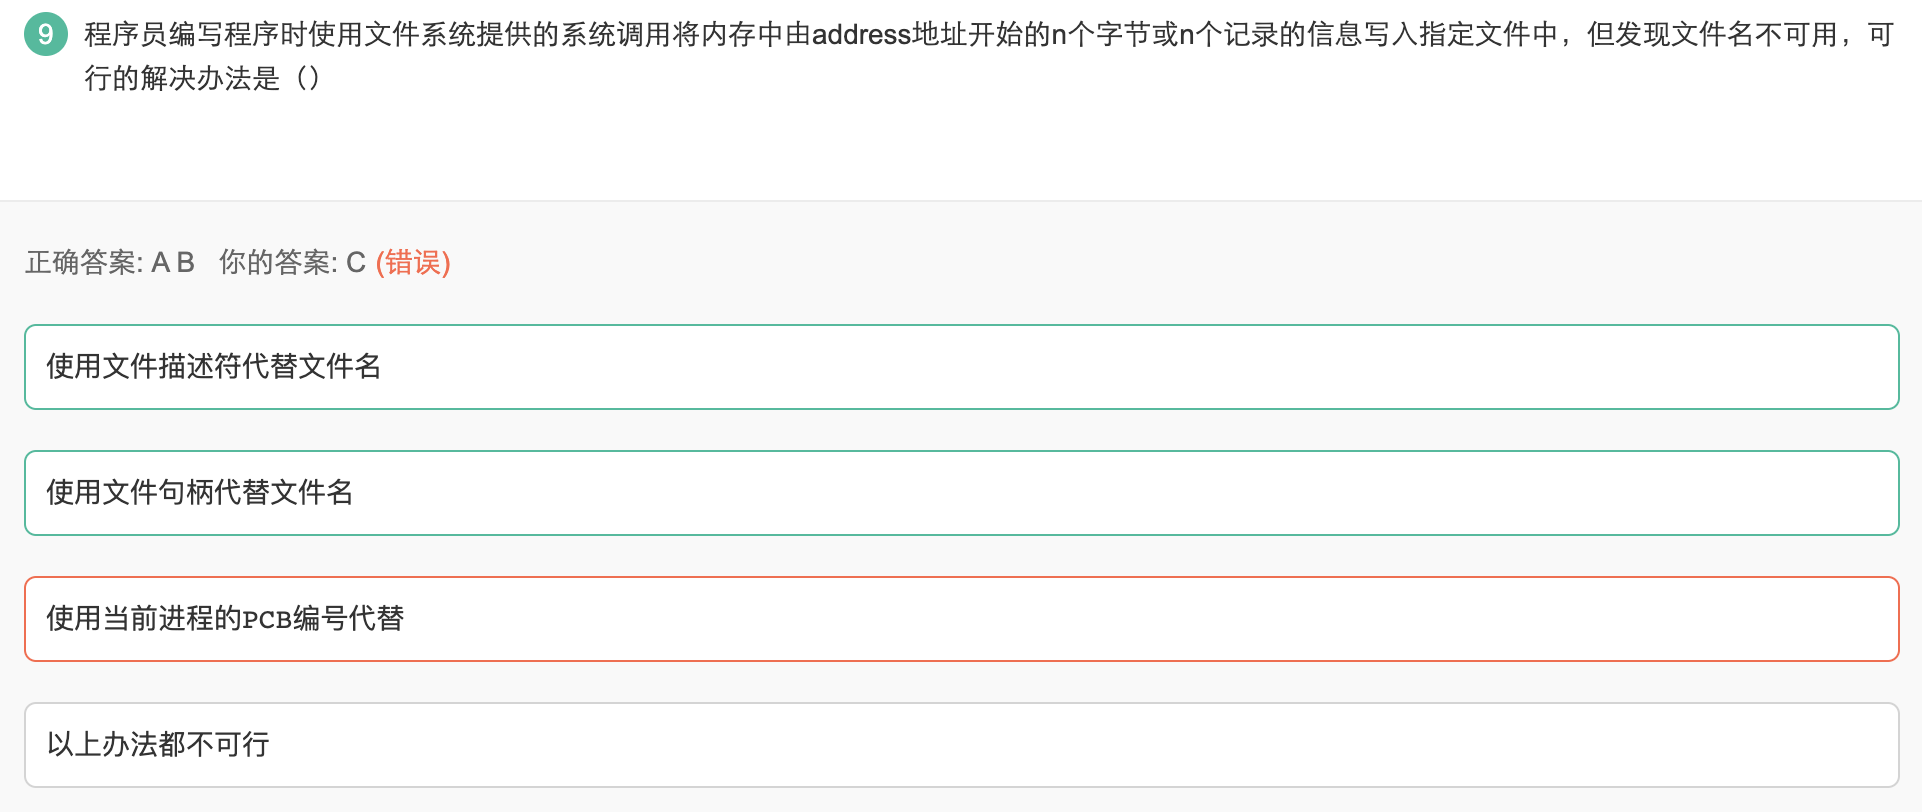 9 程序员编写程序时使用文件系统提供的系统调用将内存中由address地址开始的n个字节或n个记录的信息写入指定文件中，但发现文件名不可用，可
行的解决办法是（）
正确答案: A B 你的答案: C (错误)
使用文件描述符代替文件名
使用文件句柄代替文件名
使用当前进程的PCB编号代替
以上办法都不可行